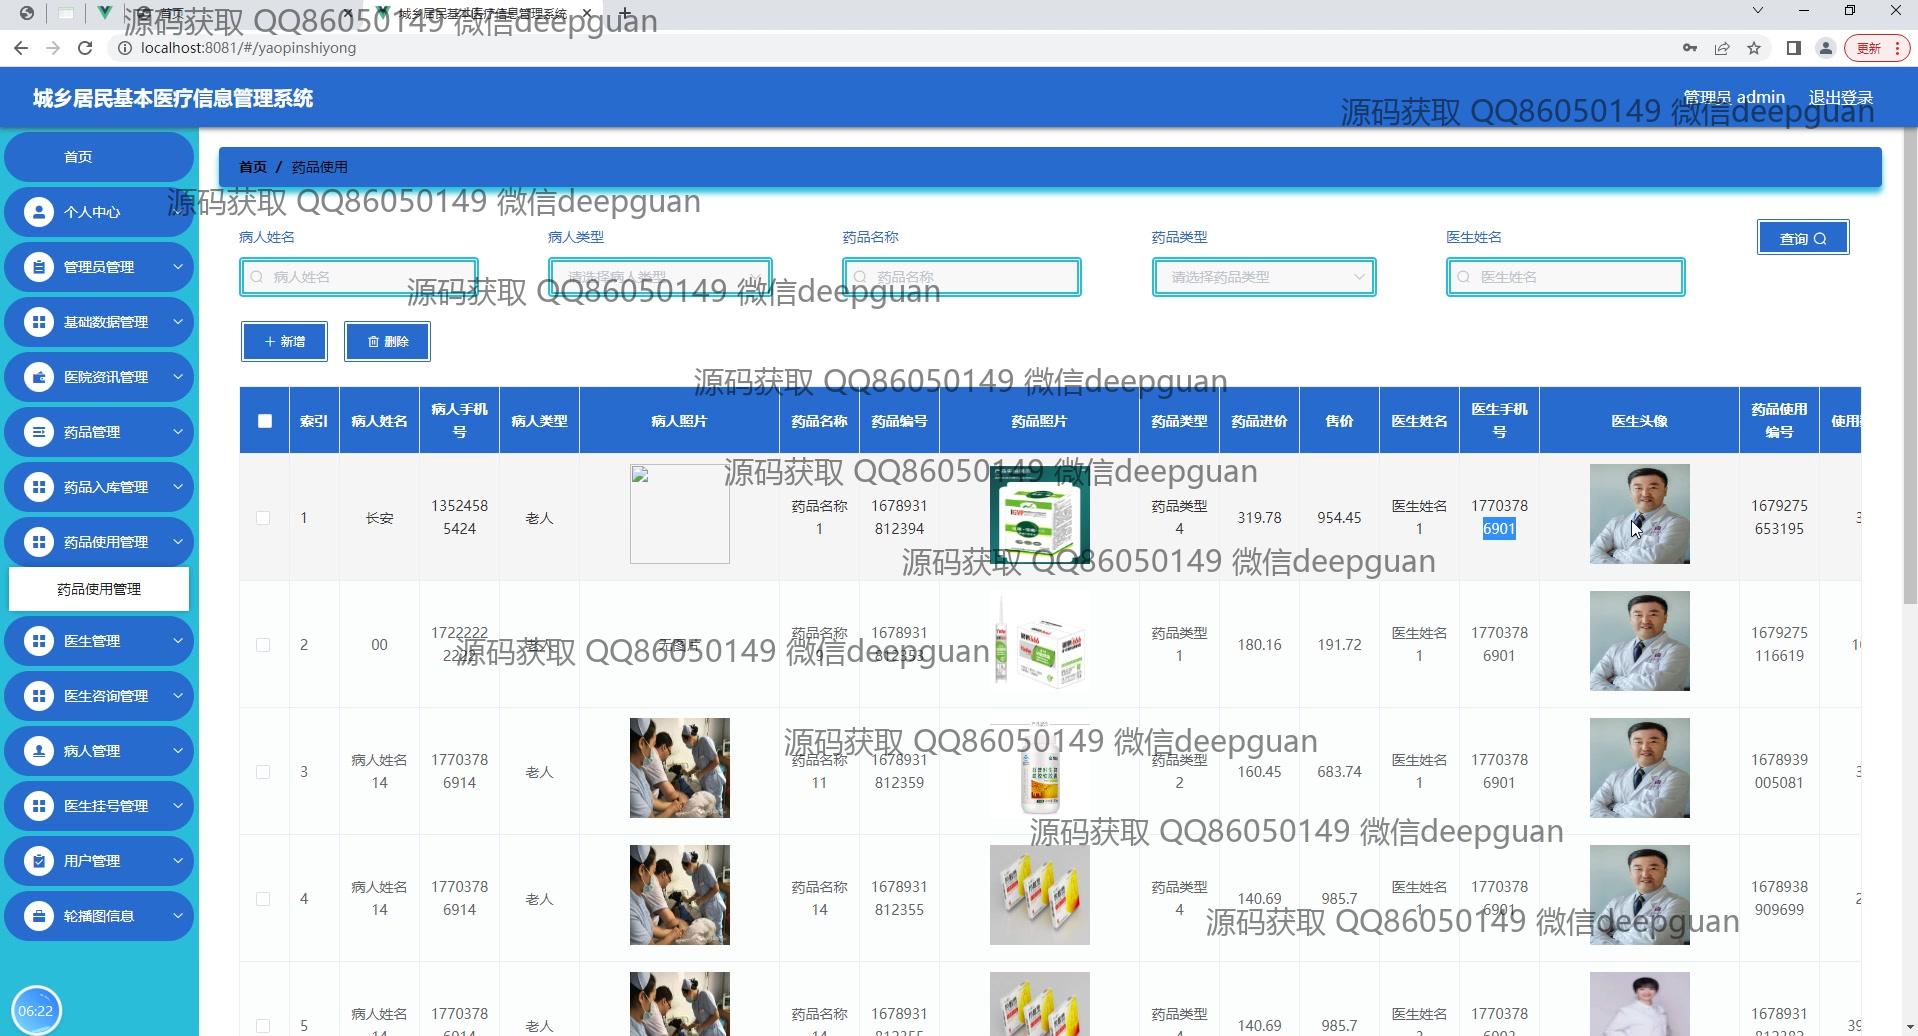 首页
城乡居民基本医疗信息管理系统
源码获取 QQ86050149 微信deepguan
localhost:8081/#/yaopinshiyong
更新
城乡居民基本医疗信息管理系统
管理员 admin
退出登录
源码获取 QQ86050149 微信deepguan
首页
个人中心
管理员管理
基础数据管理
医院资讯管理
药品管理
药品入库管理
药品使用管理
药品使用管理
医生管理
医生咨询管理
病人管理
医生挂号管理
用户管理
轮播图信息
06:22
首页 / 药品使用
源码获取 QQ86050149 微信deepguan
病人姓名
病人类型
药品名称
药品类型
医生姓名
查询
病人姓名
请选择病人类型
药品名称
请选择药品类型
医生姓名
源码获取 QQ86050149 微信deepguan
新增
删除
源码获取 QQ86050149 微信deepguan
索引 病人姓名 病人手机号 病人类型 病人照片 药品名称 药品编号 药品照片 药品类型 药品进价 售价 医生姓名 医生手机号 医生头像 药品使用编号 使用
源码获取 QQ86050149 微信deepguan
1 长安 13524585424 老人 药品名称1 1678931812394 药品类型4 319.78 954.45 医生姓名1 17703786901 1679275653195 3
源码获取 QQ86050149 微信deepguan
2 00 17222222222 老人 无图片 药品名称9 1678931812353 药品类型1 180.16 191.72 医生姓名1 17703786901 1679275116619
源码获取 QQ86050149 微信deepguan
3 病人姓名14 17703786914 老人 药品名称11 1678931812359 药品类型2 160.45 683.74 医生姓名1 17703786901 1678939005081 3
源码获取 QQ86050149 微信deepguan
源码获取 QQ86050149 微信deepguan
4 病人姓名14 17703786914 老人 药品名称14 1678931812355 药品类型4 140.69 985.7 医生姓名1 17703786901 1678938909699 2
源码获取 QQ86050149 微信deepguan
5 病人姓名 1770378 老人 药品名称 1678931 药品类型 140.69 985.7 医生姓名 1770378 1678931 39